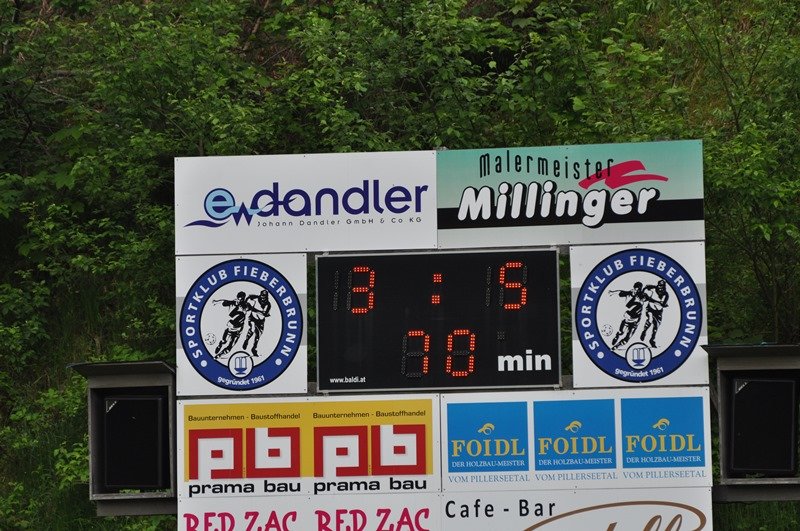 ew dandler
Johann Dandler GmbH & Co KG
Malermeister
Millinger
SPORTKLUB FIEBERBRUNN
gegründet 1961
3 : 5
70 min
www.baldi.at
SPORTKLUB FIEBERBRUNN
gegründet 1961
Bauunternehmen - Baustoffhandel
pb
prama bau
Bauunternehmen - Baustoffhandel
pb
prama bau
FOIDL
DER HOLZBAU-MEISTER
VOM PILLERSEETAL
FOIDL
DER HOLZBAU-MEISTER
VOM PILLERSEETAL
FOIDL
DER HOLZBAU-MEISTER
VOM PILLERSEETAL
RED ZAC
RED ZAC
Cafe - Bar